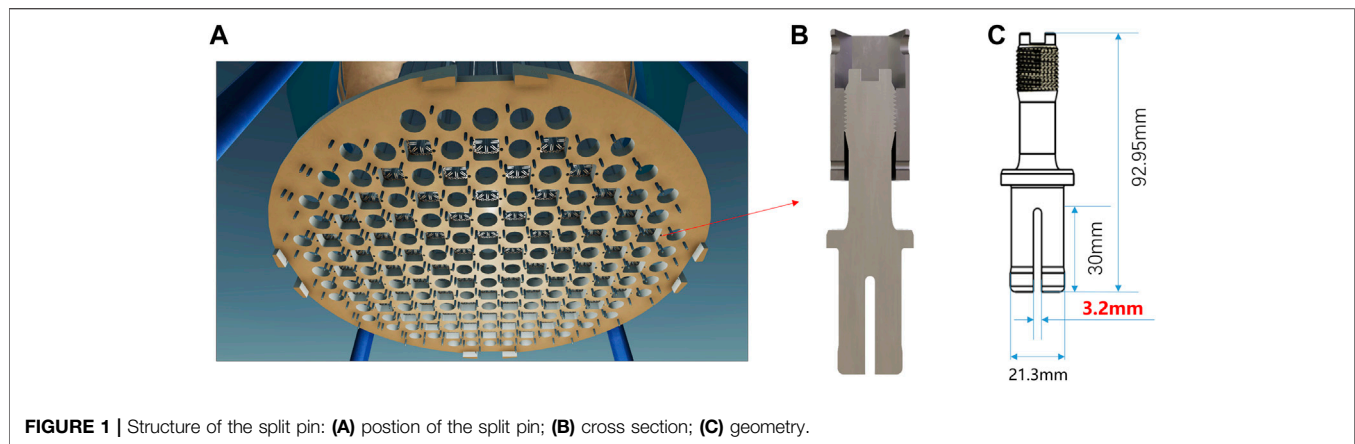 A
B
C
92.95mm
30mm
3.2mm
21.3mm
FIGURE 1 | Structure of the split pin: (A) postion of the split pin; (B) cross section; (C) geometry.